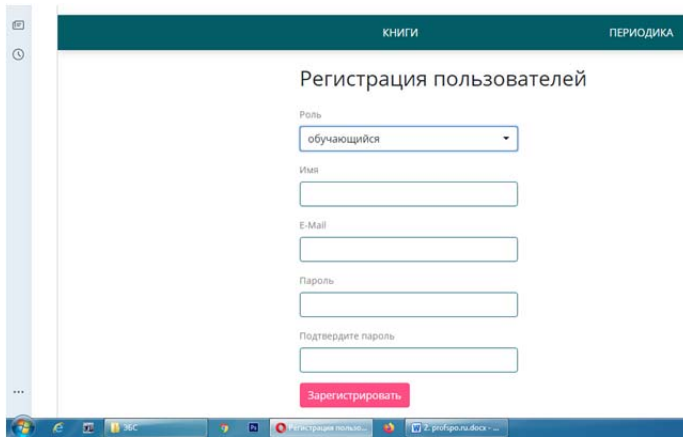 КНИГИ ПЕРИОДИКА
Регистрация пользователей
Роль
обучающийся
Имя
E-Mail
Пароль
Подтвердите пароль
Зарегистрировать
ЭБС Регистрация пользо... 2. profspo.ru.docx - ...